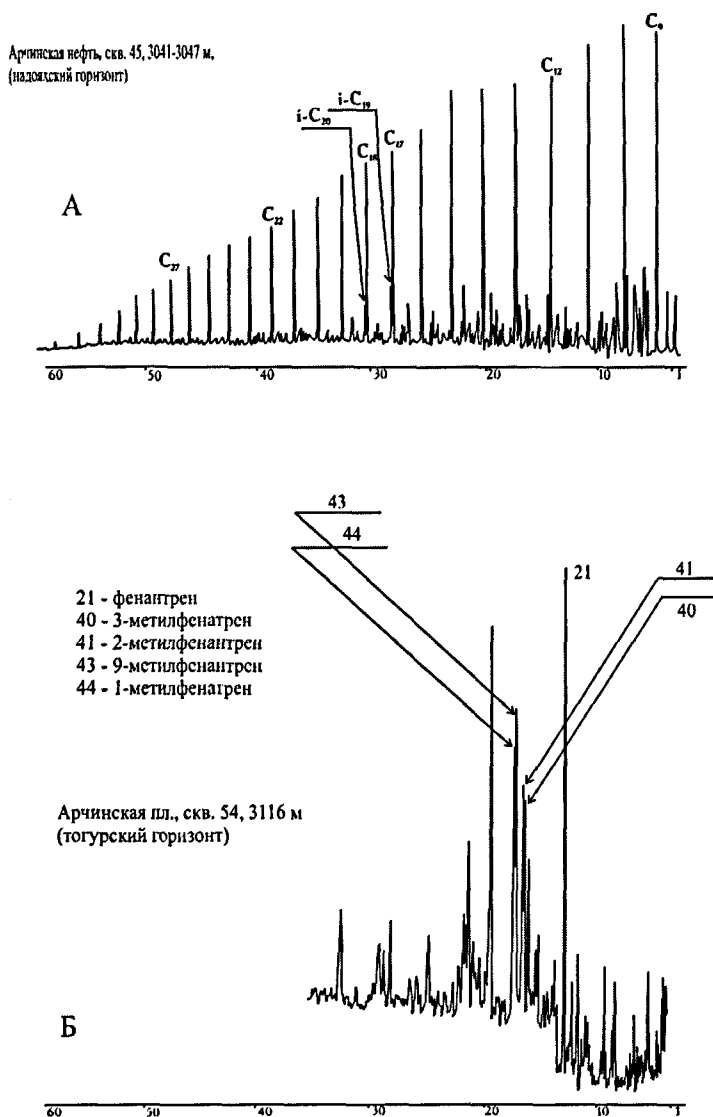 Арчинская нефть, скв. 45, 3041-3047 м,
(надояхский горизонт)
C₉
C₁₂
i-C₁₉
i-C₂₀
C₁₇
C₁₈
А
C₂₂
C₂₇
60 50 40 30 20 10 1
43
44
21
41
40
21 - фенантрен
40 - 3-метилфенатрен
41 - 2-метилфенантрен
43 - 9-метилфенантрен
44 - 1-метилфенатрен
Арчинская пл., скв. 54, 3116 м
(тогурский горизонт)
Б
60 40 30 20 10 1